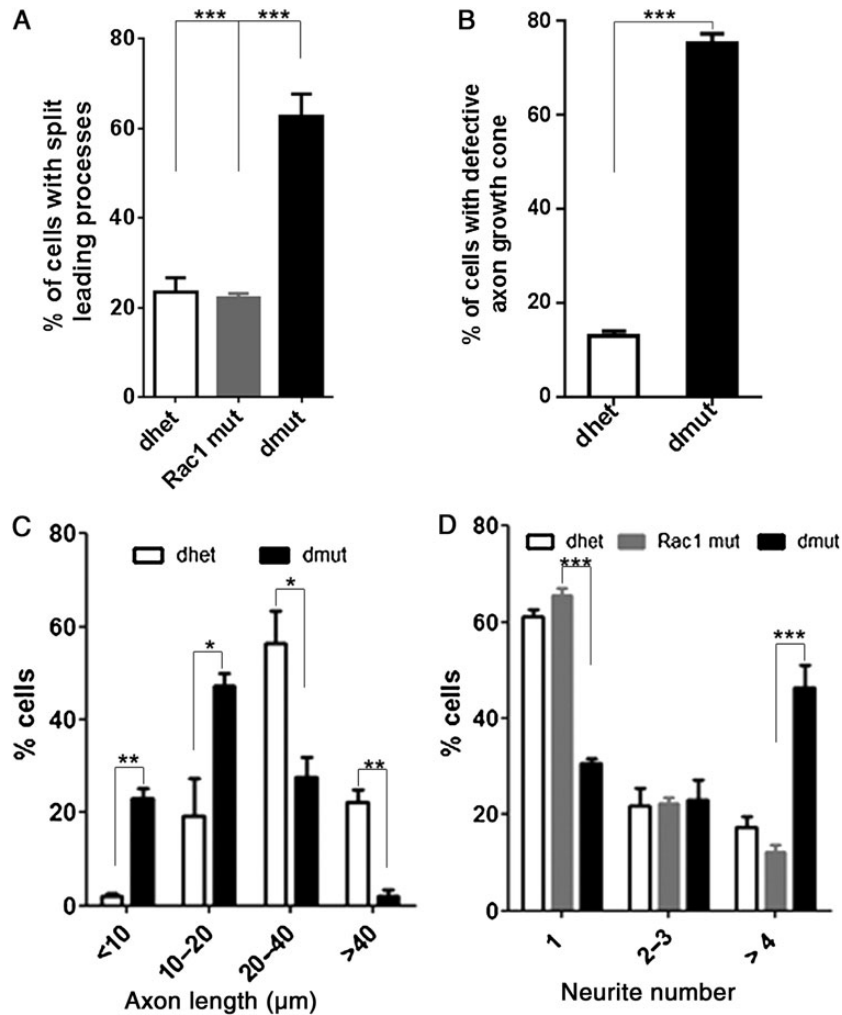 A
% of cells with split
leading processes
80
60
40
20
0
*** ***
dhet
Rac1 mut
dmut
B
% of cells with defective
axon growth cone
80
60
40
20
0
***
dhet
dmut
C
% cells
80
60
40
20
0
dhet dmut
** * * **
<10
10–20
20–40
>40
Axon length (µm)
D
% cells
80
60
40
20
0
dhet Rac1 mut dmut
*** ***
1
2–3
> 4
Neurite number